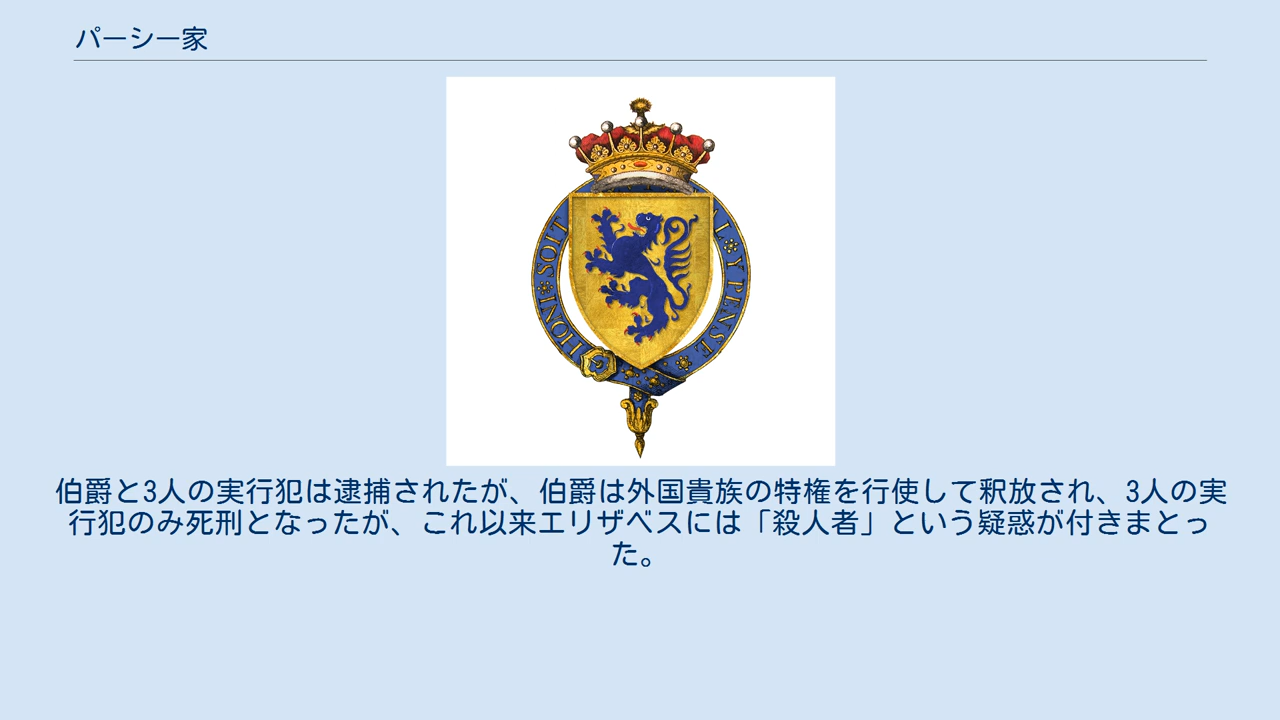 パーシー家
HONI SOIT
L Y PENSE
伯爵と3人の実行犯は逮捕されたが、伯爵は外国貴族の特権を行使して釈放され、3人の実
行犯のみ死刑となったが、これ以来エリザベスには「殺人者」という疑惑が付きまとっ
た。